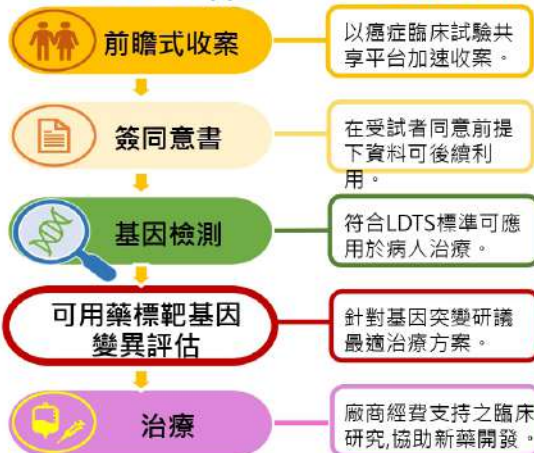 前瞻式收案
以癌症臨床試驗共
享平台加速收案。
簽同意書
在受試者同意前提
下資料可後續利
用。
基因檢測
符合LDTS標準可應
用於病人治療。
可用藥標靶基因
變異評估
針對基因突變研議
最適治療方案。
治療
廠商經費支持之臨床
研究,協助新藥開發。